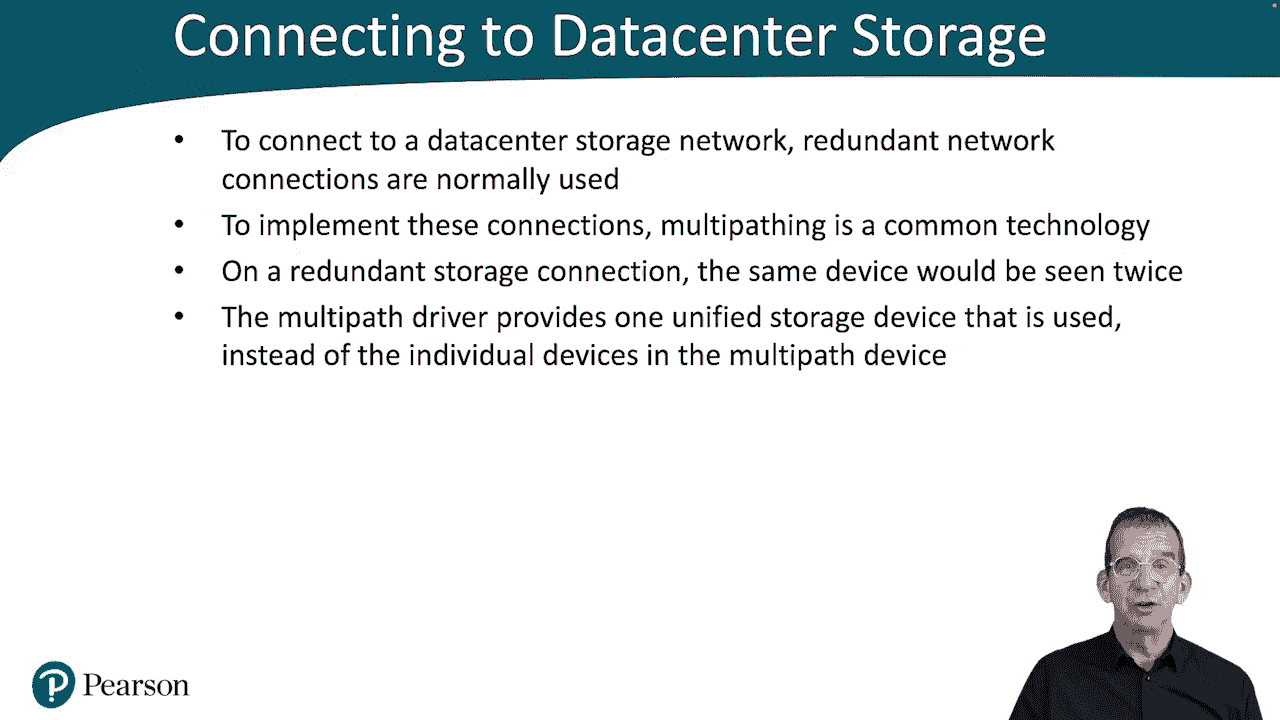 Connecting to Datacenter Storage
• To connect to a datacenter storage network, redundant network
connections are normally used
• To implement these connections, multipathing is a common technology
• On a redundant storage connection, the same device would be seen twice
• The multipath driver provides one unified storage device that is used,
instead of the individual devices in the multipath device
Pearson